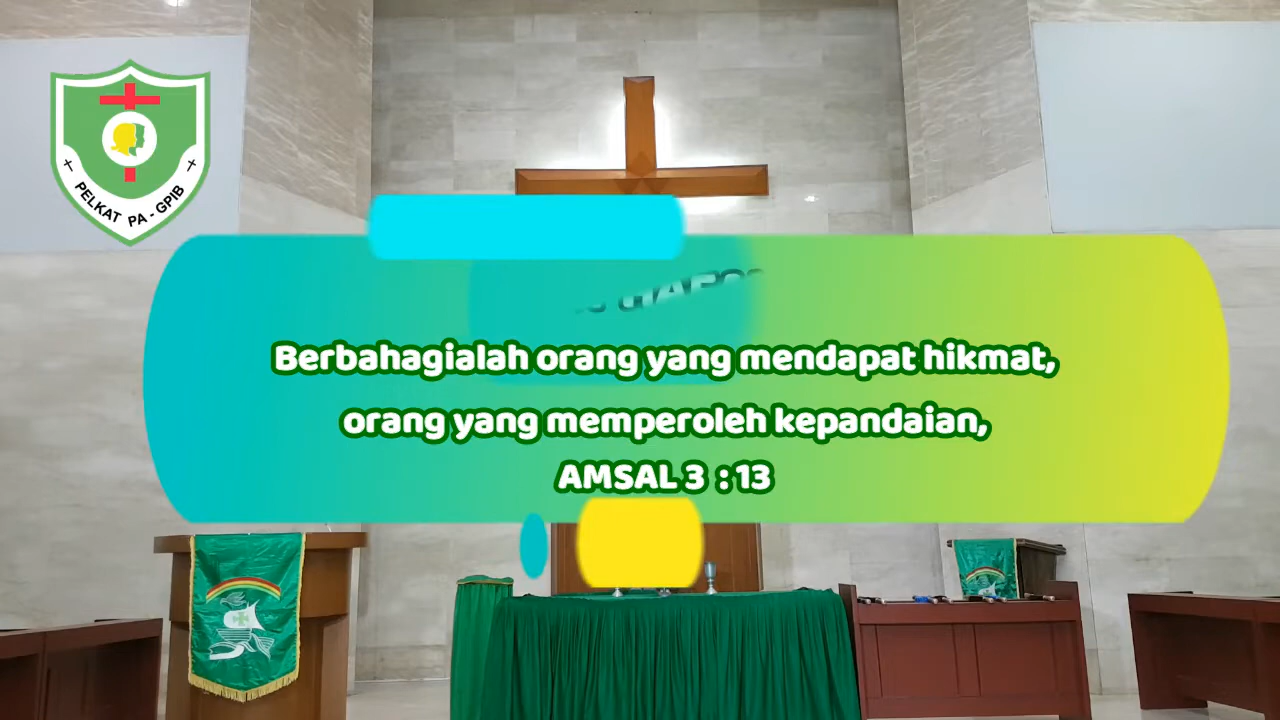 PELKAT PA - GPIB
Berbahagialah orang yang mendapat hikmat,
orang yang memperoleh kepandaian,
AMSAL 3 : 13